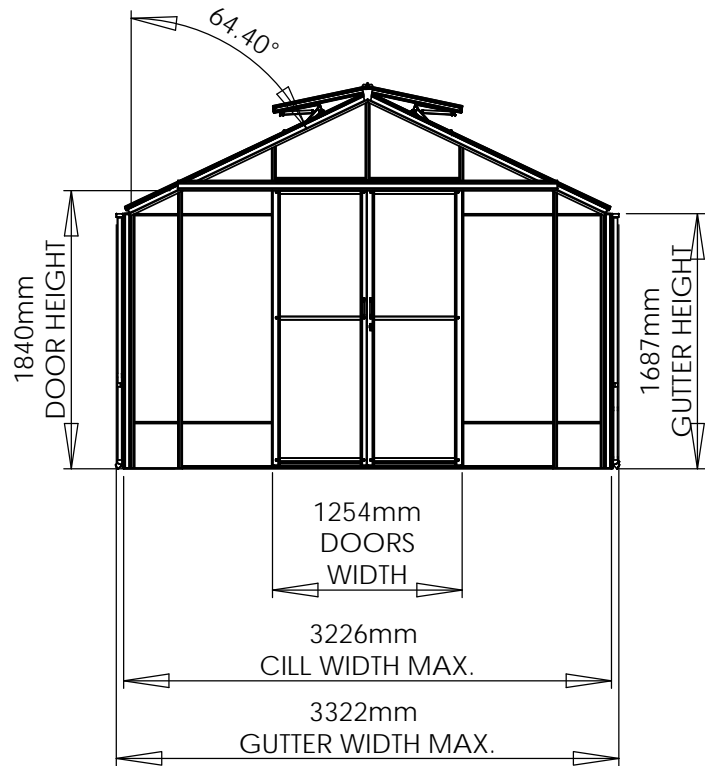 64.40°
1840mm
DOOR HEIGHT
1687mm
GUTTER HEIGHT
1254mm
DOORS
WIDTH
3226mm
CILL WIDTH MAX.
3322mm
GUTTER WIDTH MAX.